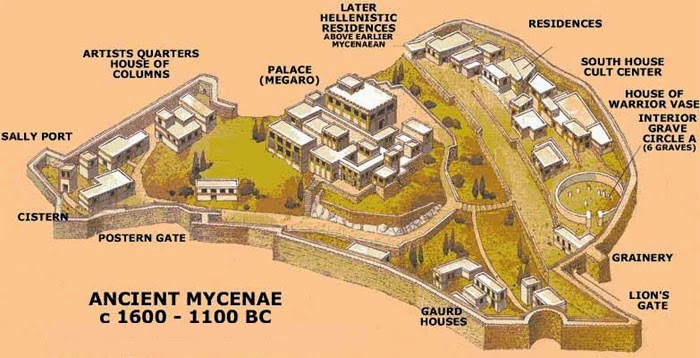 LATER
HELLENISTIC
RESIDENCES
ABOVE EARLIER
MYCENAEAN
RESIDENCES
ARTISTS QUARTERS
HOUSE OF
COLUMNS
PALACE
(MEGARO)
SOUTH HOUSE
CULT CENTER
HOUSE OF
WARRIOR VASE
INTERIOR
GRAVE
CIRCLE A
(6 GRAVES)
SALLY PORT
CISTERN
POSTERN GATE
GRAINERY
LION'S
GATE
GAURD
HOUSES
ANCIENT MYCENAE
c 1600 - 1100 BC